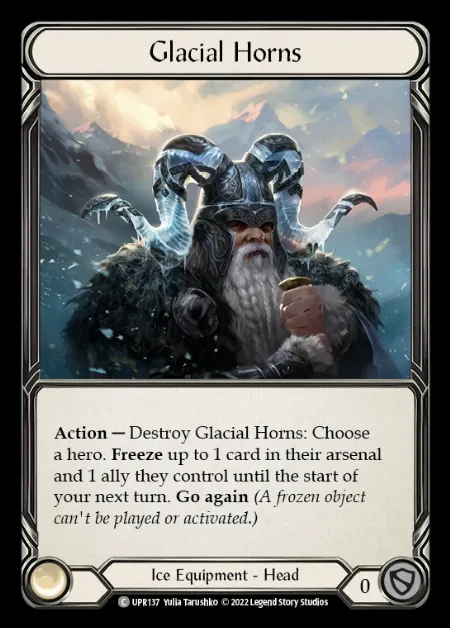 Glacial Horns
Action — Destroy Glacial Horns: Choose
a hero. Freeze up to 1 card in their arsenal
and 1 ally they control until the start of
your next turn. Go again (A frozen object
can't be played or activated.)
Ice Equipment - Head
0
C UPR137 Yulia Tarushko © 2022 Legend Story Studios